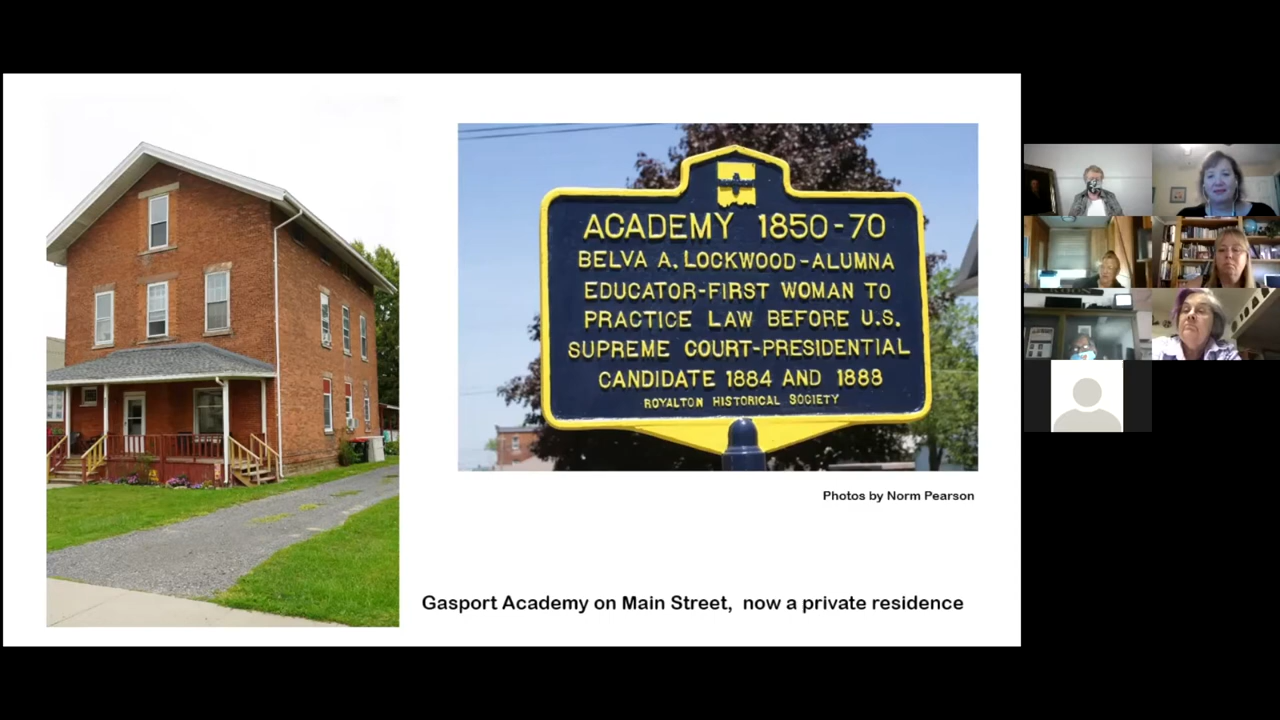 ACADEMY 1850-70
BELVA A. LOCKWOOD-ALUMNA
EDUCATOR-FIRST WOMAN TO
PRACTICE LAW BEFORE U.S.
SUPREME COURT-PRESIDENTIAL
CANDIDATE 1884 AND 1888
ROYALTON HISTORICAL SOCIETY
Photos by Norm Pearson
Gasport Academy on Main Street, now a private residence